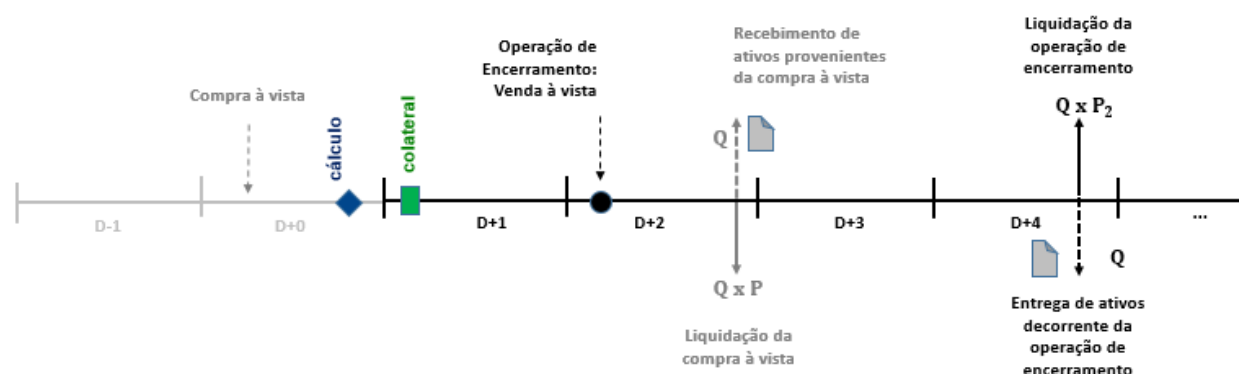 Compra à vista
cálculo
colateral
Operação de
Encerramento:
Venda à vista
Recebimento de
ativos provenientes
da compra à vista
Q
Liquidação da
operação de
encerramento
Q x P₂
D-1
D+0
D+1
D+2
D+3
D+4
...
Q x P
Liquidação da
compra à vista
Q
Entrega de ativos
decorrente da
operação de
encerramento